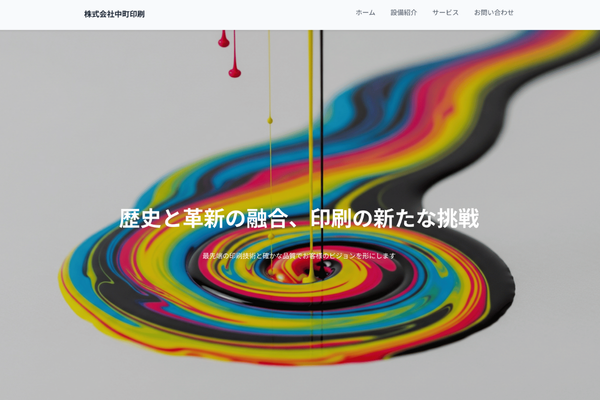 株式会社中町印刷
ホーム 設備紹介 サービス お問い合わせ
歴史と革新の融合、印刷の新たな挑戦
最先端の印刷技術と確かな品質でお客様のビジョンを形にします